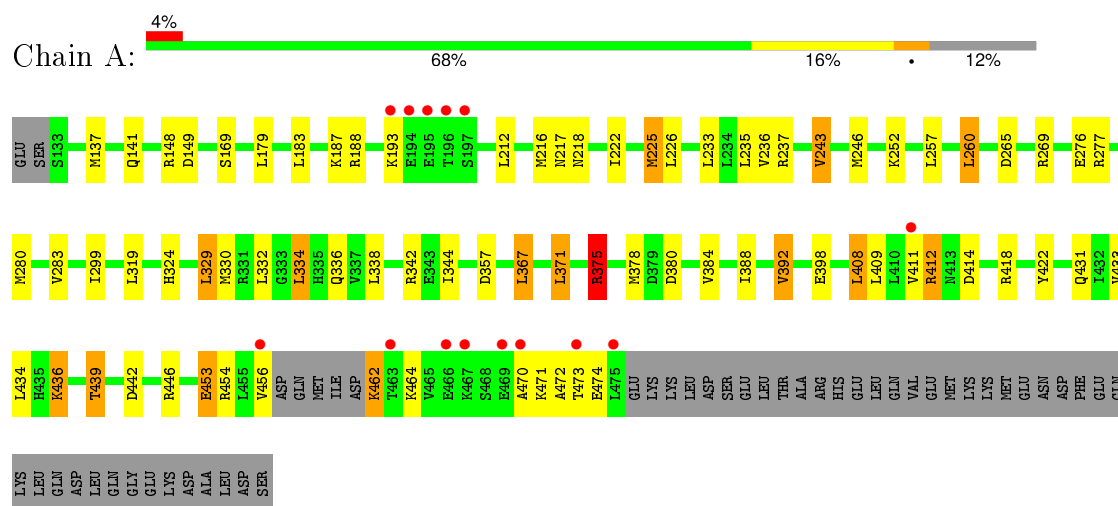 4%
Chain A:
68% 16% • 12%
GLU SER S133 M137 Q141 R148 D149 S169 L179 L183 K187 R188 K193 E194 E195 T196 S197 L212 M216 N217 N218 I222 M225 L226 L233 L234 L235 V236 R237 V243 M246 K252 L257 L260 D265 R269 E276 R277
M280 V283 I299 L319 H324 L329 M330 R331 L332 G333 L334 H335 Q336 V337 L338 R342 E343 I344 D357 L367 L371 R375 M378 D379 D380 V384 I388 V392 E398 L408 L409 L410 V411 R412 N413 D414 R418 Y422 Q431 I432 V433
L434 H435 K436 T439 D442 R446 E453 R454 L455 V456 ASP GLN MET ILE ASP K462 T463 K464 V465 E466 K467 S468 E469 A470 K471 A472 T473 E474 L475 GLU LYS LYS LEU ASP SER GLU LEU THR ALA ARG HIS GLU LEU GLN VAL GLU MET LYS LYS MET GLU ASN ASP PHE GLU GLN
LYS LEU GLN ASP LEU GLN GLY GLU LYS ASP ALA LEU ASP SER